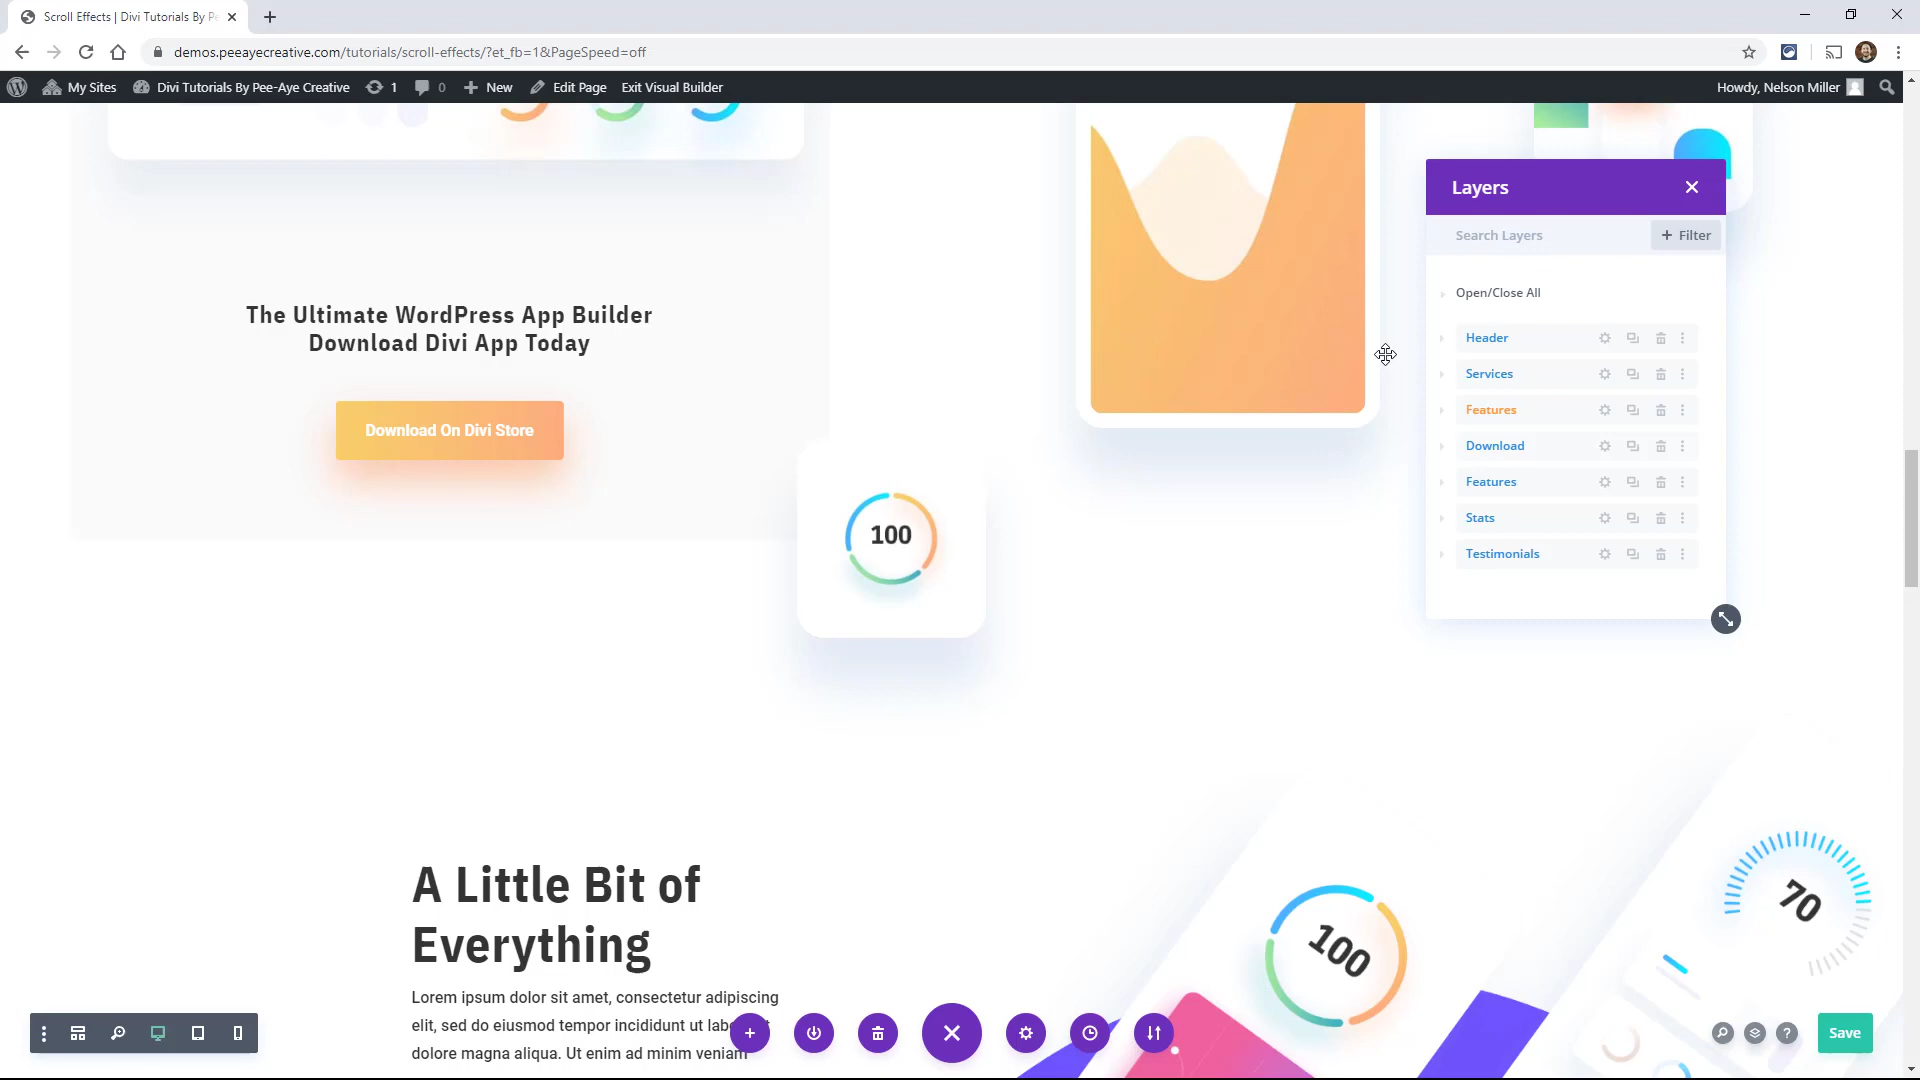 Scroll Effects | Divi Tutorials By Pe
demos.peeayecreative.com/tutorials/scroll-effects/?et_fb=1&PageSpeed=off
My Sites
Divi Tutorials By Pee-Aye Creative
1
0
New
Edit Page
Exit Visual Builder
Howdy, Nelson Miller
Layers
Search Layers
Filter
Open/Close All
Header
Services
Features
Download
Features
Stats
Testimonials
The Ultimate WordPress App Builder
Download Divi App Today
Download On Divi Store
100
A Little Bit of
Everything
Lorem ipsum dolor sit amet, consectetur adipiscing
elit, sed do eiusmod tempor incididunt ut
dolore magna aliqua. Ut enim ad minim veniam
100
70
?
Save